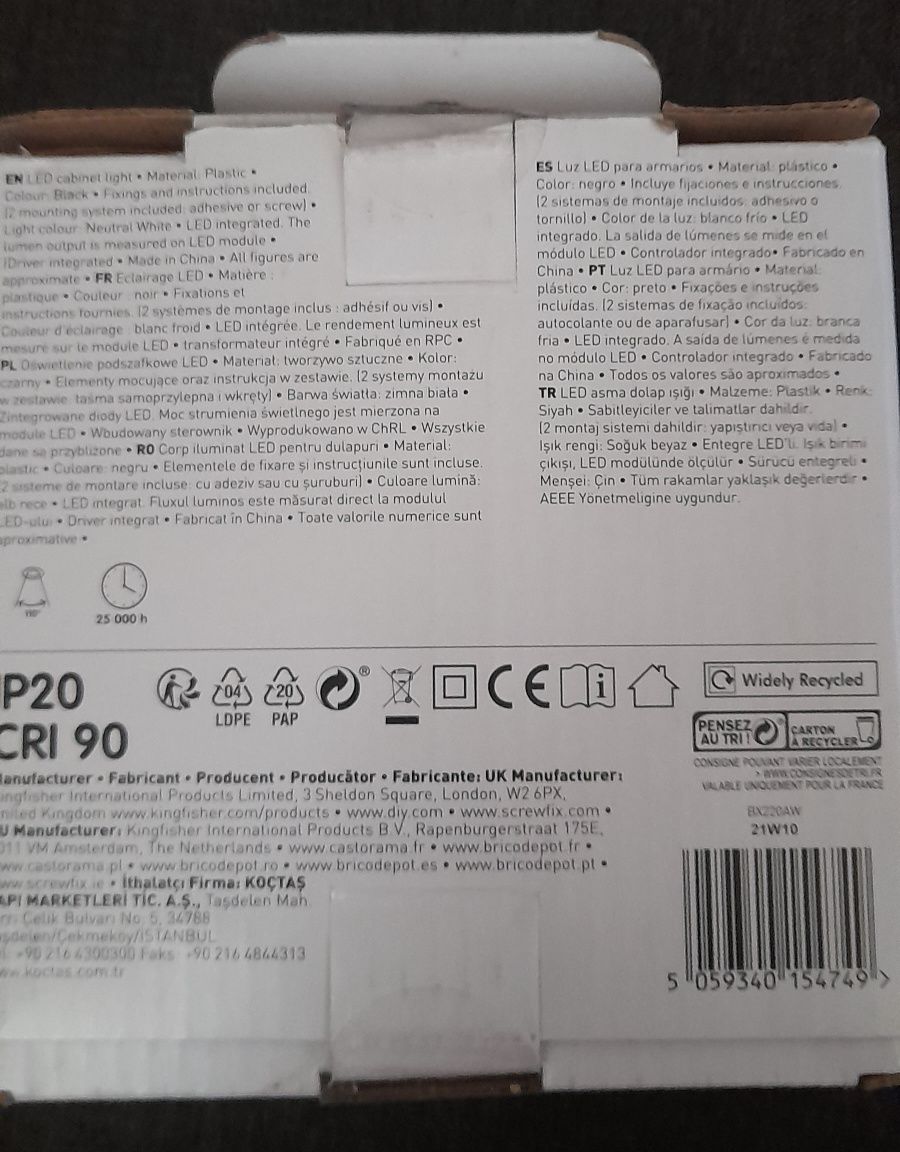 EN LED cabinet light • Material: Plastic •
Colour: Black • Fixings and instructions included.
(2 mounting system included: adhesive or screw) •
Light colour: Neutral White • LED integrated. The
lumen output is measured on LED module •
Driver integrated • Made in China • All figures are
approximate • FR Eclairage LED • Matière :
plastique • Couleur : noir • Fixations et
instructions fournies. (2 systèmes de montage inclus : adhésif ou vis) •
Couleur d'éclairage : blanc froid • LED intégrée. Le rendement lumineux est
mesuré sur le module LED • transformateur intégré • Fabriqué en RPC •
PL Oświetlenie podszafkowe LED • Materiał: tworzywo sztuczne • Kolor:
czarny • Elementy mocujące oraz instrukcja w zestawie. (2 systemy montażu
w zestawie: taśma samoprzylepna i wkręty) • Barwa światła: zimna biała •
Zintegrowane diody LED. Moc strumienia świetlnego jest mierzona na
module LED • Wbudowany sterownik • Wyprodukowano w ChRL • Wszystkie
dane są przybliżone • RO Corp iluminat LED pentru dulapuri • Material:
plastic • Culoare: negru • Elementele de fixare și instrucțiunile sunt incluse.
(2 sisteme de montare incluse: cu adeziv sau cu șuruburi) • Culoare lumină:
alb rece • LED integrat. Fluxul luminos este măsurat direct la modulul
LED-ului • Driver integrat • Fabricat în China • Toate valorile numerice sunt
aproximative •
ES Luz LED para armarios • Material: plástico •
Color: negro • Incluye fijaciones e instrucciones.
(2 sistemas de montaje incluidos: adhesivo o
tornillo) • Color de la luz: blanco frío • LED
integrado. La salida de lúmenes se mide en el
módulo LED • Controlador integrado • Fabricado en
China • PT Luz LED para armário • Material:
plástico • Cor: preto • Fixações e instruções
incluídas. (2 sistemas de fixação incluídos:
autocolante ou de aparafusar) • Cor da luz: branca
fria • LED integrado. A saída de lúmenes é medida
no módulo LED • Controlador integrado • Fabricado
na China • Todos os valores são aproximados •
TR LED asma dolap ışığı • Malzeme: Plastik • Renk:
Siyah • Sabitleyiciler ve talimatlar dahildir.
(2 montaj sistemi dahildir: yapıştırıcı veya vida) •
Işık rengi: Soğuk beyaz • Entegre LED'li. Işık birimi
çıkışı, LED modülünde ölçülür • Sürücü entegreli •
Menşei: Çin • Tüm rakamlar yaklaşık değerlerdir •
AEEE Yönetmeligine uygundur.
25 000 h
IP20
CRI 90
04
LDPE
20
PAP
®
CE
i
Widely Recycled
PENSEZ
AU TRI !
CARTON
À RECYCLER
CONSIGNE POUVANT VARIER LOCALEMENT
> WWW.CONSIGNESDETRI.FR
VALABLE UNIQUEMENT POUR LA FRANCE
BX220AW
21W10
5 059340 154749 >
Manufacturer • Fabricant • Producent • Producător • Fabricante: UK Manufacturer:
Kingfisher International Products Limited, 3 Sheldon Square, London, W2 6PX,
United Kingdom www.kingfisher.com/products • www.diy.com • www.screwfix.com •
EU Manufacturer: Kingfisher International Products B.V., Rapenburgerstraat 175E,
1011 VM Amsterdam, The Netherlands • www.castorama.fr • www.bricodepot.fr •
www.castorama.pl • www.bricodepot.ro • www.bricodepot.es • www.bricodepot.pt •
www.screwfix.ie • İthalatçı Firma: KOÇTAŞ
YAPI MARKETLERİ TİC. A.Ş., Taşdelen Mah.
Çelik Bulvarı No: 5, 34788
Taşdelen/Çekmeköy/İSTANBUL
+90 216 4300300 Faks: +90 216 4844313
www.koctas.com.tr